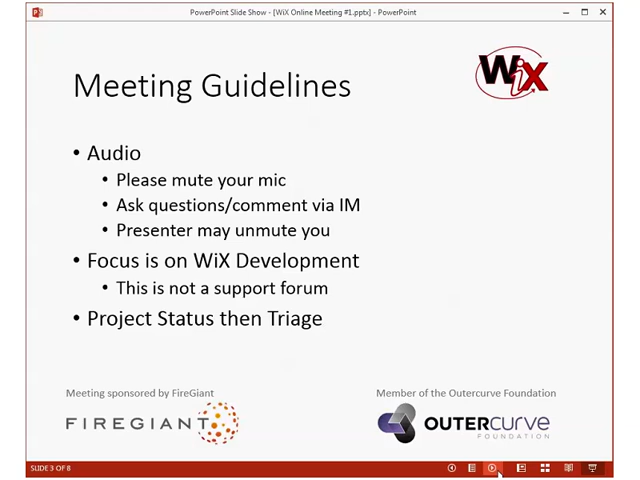 PowerPoint Slide Show - [WiX Online Meeting #1.pptx] - PowerPoint
Meeting Guidelines
WiX
• Audio
• Please mute your mic
• Ask questions/comment via IM
• Presenter may unmute you
• Focus is on WiX Development
• This is not a support forum
• Project Status then Triage
Meeting sponsored by FireGiant
Member of the Outercurve Foundation
FIREGIANT
OUTERCURVE
FOUNDATION
SLIDE 3 OF 8